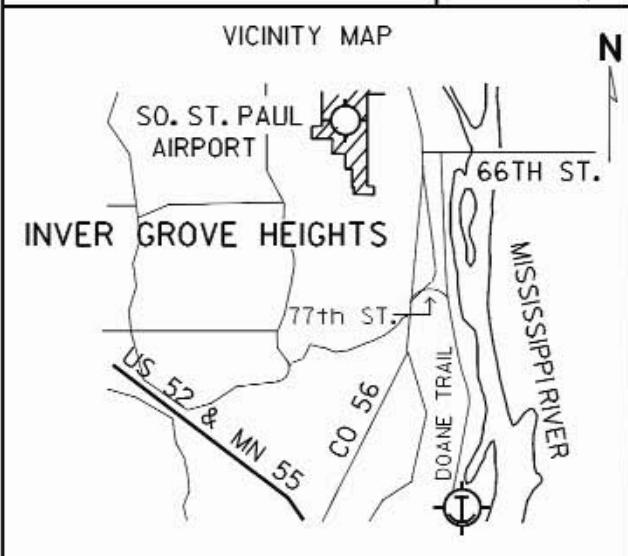 VICINITY MAP
N
SO. ST. PAUL
AIRPORT
66TH ST.
INVER GROVE HEIGHTS
MISSISSIPPI RIVER
77th ST.
US 52 & MN 55
CO 56
DOANE TRAIL